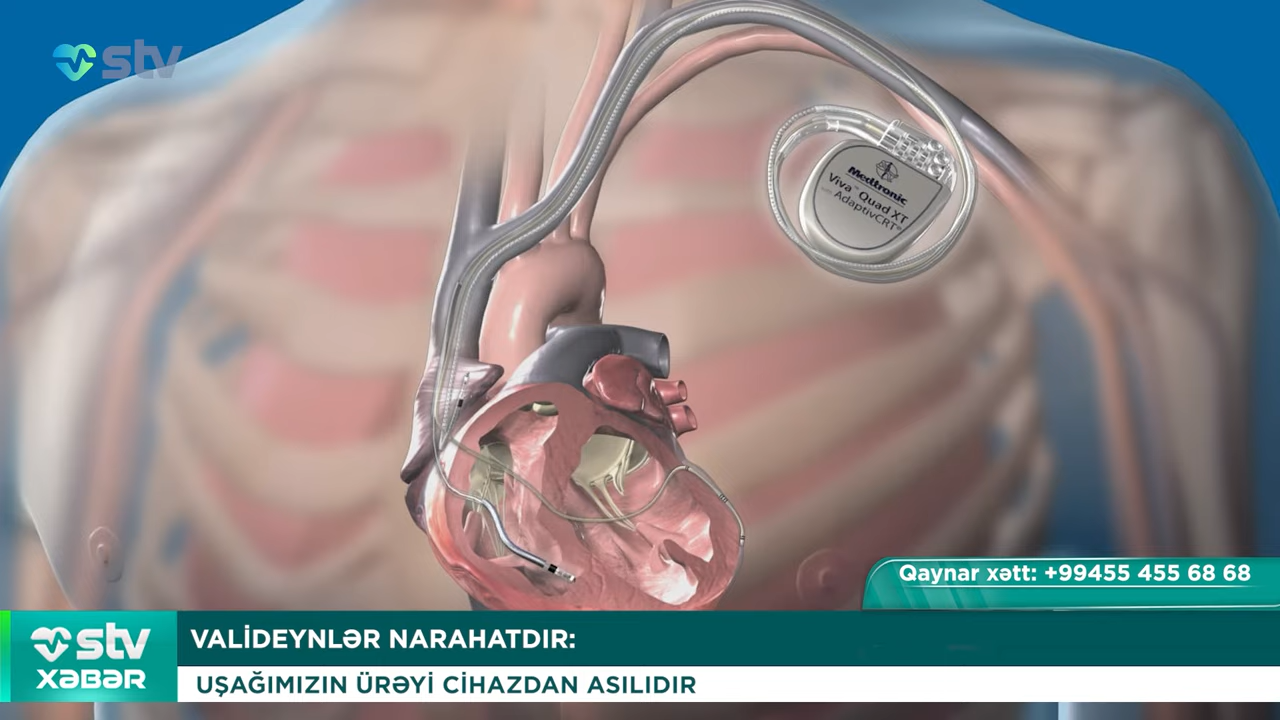 stv
Medtronic
Viva™ Quad XT
AdaptivCRT®
Qaynar xətt: +99455 455 68 68
stv
XƏBƏR
VALİDEYNLƏR NARAHATDIR:
UŞAĞIMIZIN ÜRƏYİ CİHAZDAN ASILIDIR